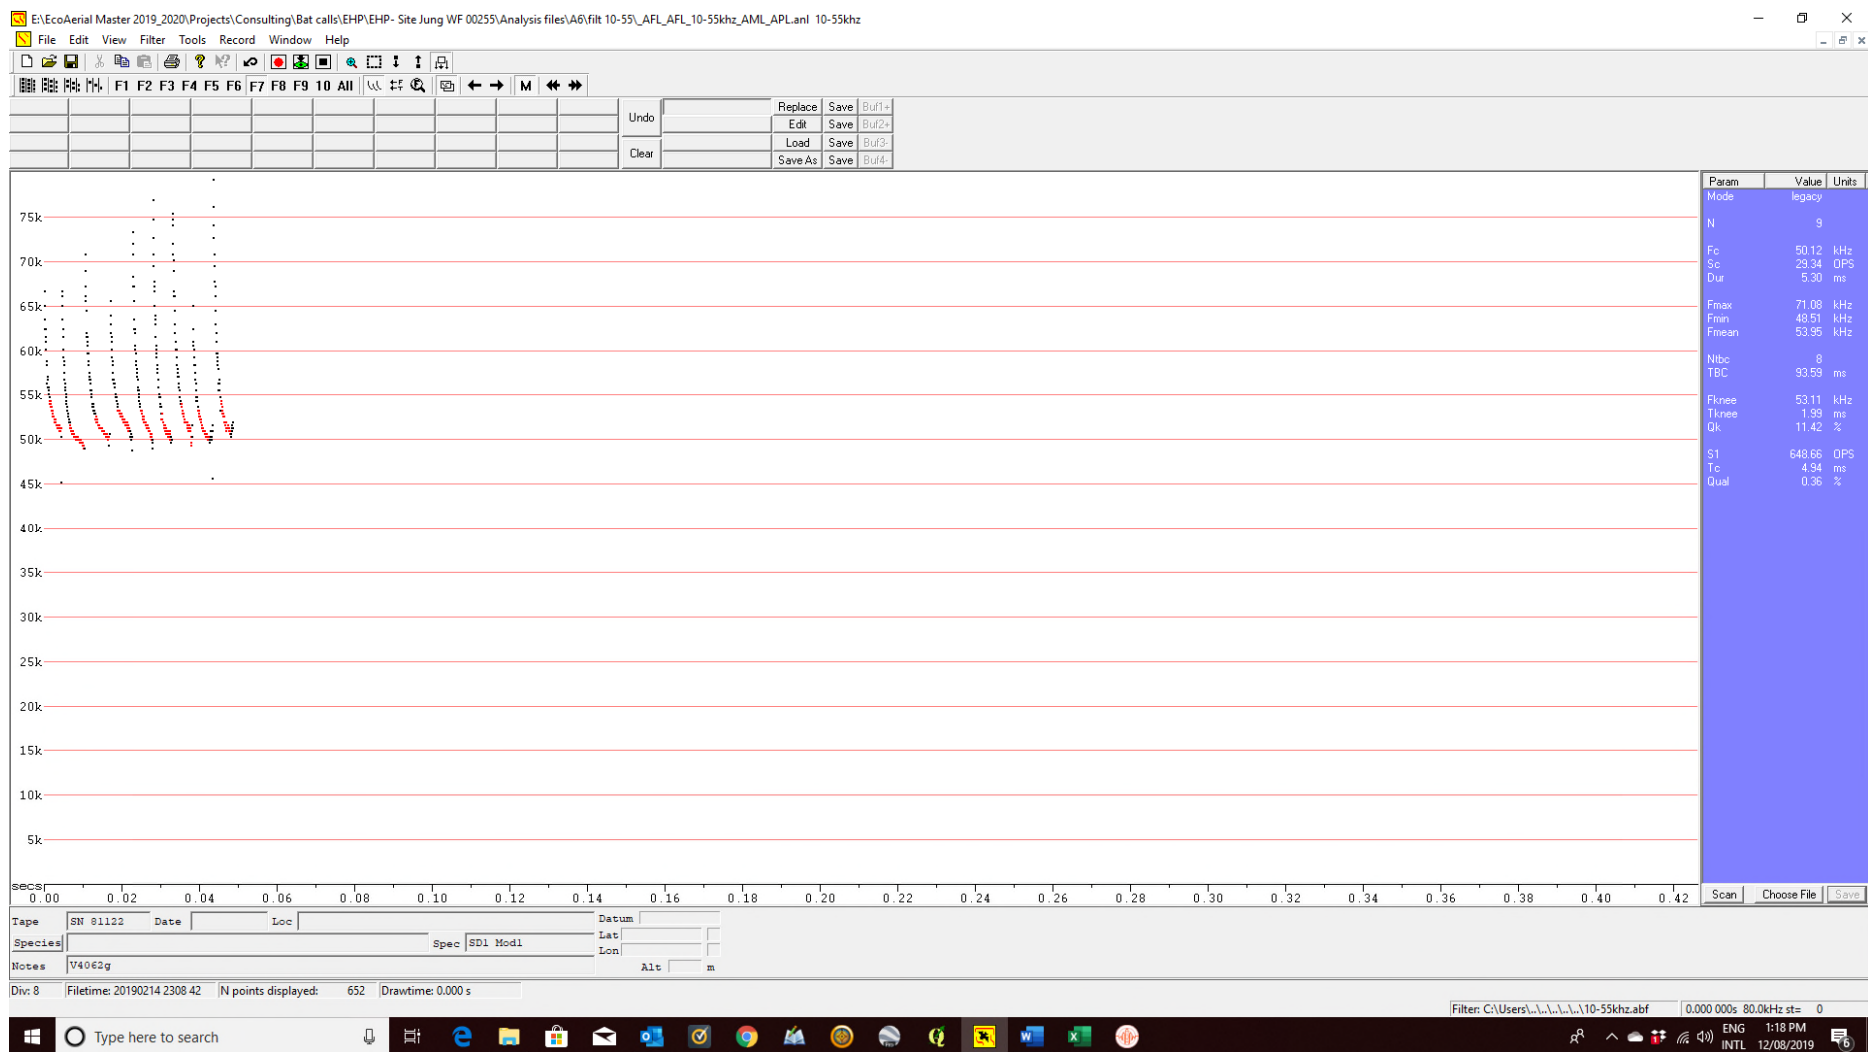 E:\EcoAerial Master 2019_2020\Projects\Consulting\Bat calls\EHP\EHP- Site Jung WF 00255\Analysis files\A6\filt 10-55\_AFL_AFL_10-55khz_AML_APL.anl 10-55khz
File Edit View Filter Tools Record Window Help
F1 F2 F3 F4 F5 F6 F7 F8 F9 10 All M
Undo
Clear
Replace Save Buf1+
Edit Save Buf2+
Load Save Buf3-
Save As Save Buf4-
75k
70k
65k
60k
55k
50k
45k
40k
35k
30k
25k
20k
15k
10k
5k
secs
0.00 0.02 0.04 0.06 0.08 0.10 0.12 0.14 0.16 0.18 0.20 0.22 0.24 0.26 0.28 0.30 0.32 0.34 0.36 0.38 0.40 0.42
Param Value Units
Mode legacy
N 9
Fc 50.12 kHz
Sc 29.34 OPS
Dur 5.30 ms
Fmax 71.08 kHz
Fmin 48.51 kHz
Fmean 53.95 kHz
Ntbc 8
TBC 93.59 ms
Fknee 53.11 kHz
Tknee 1.99 ms
Qk 11.42 %
S1 648.66 OPS
Tc 4.94 ms
Qual 0.36 %
Scan Choose File Save
Tape SN 81122 Date Loc Datum
Species Spec SD1 Mod1 Lat
Lon
Notes V4062g Alt m
Div: 8 Filetime: 20190214 2308 42 N points displayed: 652 Drawtime: 0.000 s
Filter: C:\Users\..\..\..\..\..\10-55khz.abf 0.000 000s 80.0kHz st= 0
Type here to search
ENG
INTL
1:18 PM
12/08/2019
6